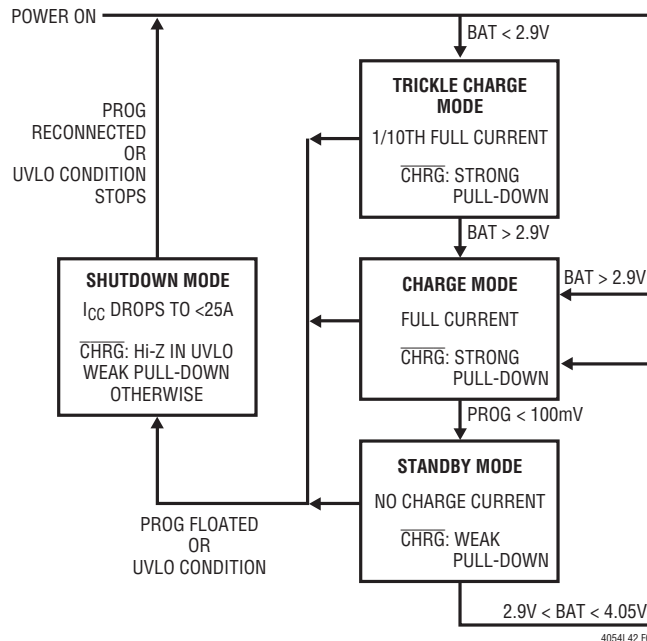 POWER ON
BAT < 2.9V
TRICKLE CHARGE
MODE
1/10TH FULL CURRENT
CHRG: STRONG
PULL-DOWN
PROG
RECONNECTED
OR
UVLO CONDITION
STOPS
BAT > 2.9V
SHUTDOWN MODE
ICC DROPS TO <25A
CHRG: Hi-Z IN UVLO
WEAK PULL-DOWN
OTHERWISE
CHARGE MODE
FULL CURRENT
CHRG: STRONG
PULL-DOWN
BAT > 2.9V
PROG < 100mV
STANDBY MODE
NO CHARGE CURRENT
CHRG: WEAK
PULL-DOWN
PROG FLOATED
OR
UVLO CONDITION
2.9V < BAT < 4.05V